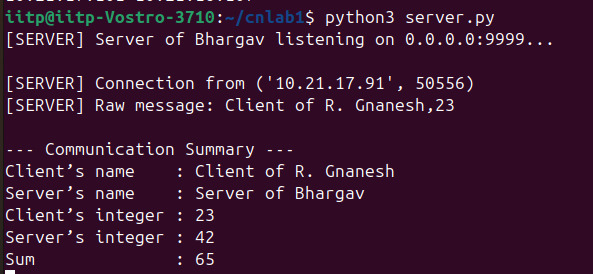 iitp@iitp-Vostro-3710:~/cnlab1$ python3 server.py
[SERVER] Server of Bhargav listening on 0.0.0.0:9999...
[SERVER] Connection from ('10.21.17.91', 50556)
[SERVER] Raw message: Client of R. Gnanesh,23
--- Communication Summary ---
Client’s name    : Client of R. Gnanesh
Server’s name    : Server of Bhargav
Client’s integer : 23
Server’s integer : 42
Sum              : 65